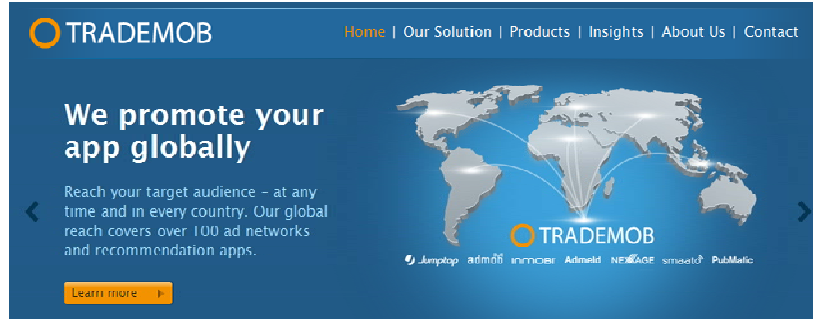 TRADEMOB
Home | Our Solution | Products | Insights | About Us | Contact
We promote your
app globally
Reach your target audience – at any
time and in every country. Our global
reach covers over 100 ad networks
and recommendation apps.
Learn more
TRADEMOB
Jumptap admob INMOBI Admeld NEXAGE smaato PubMatic